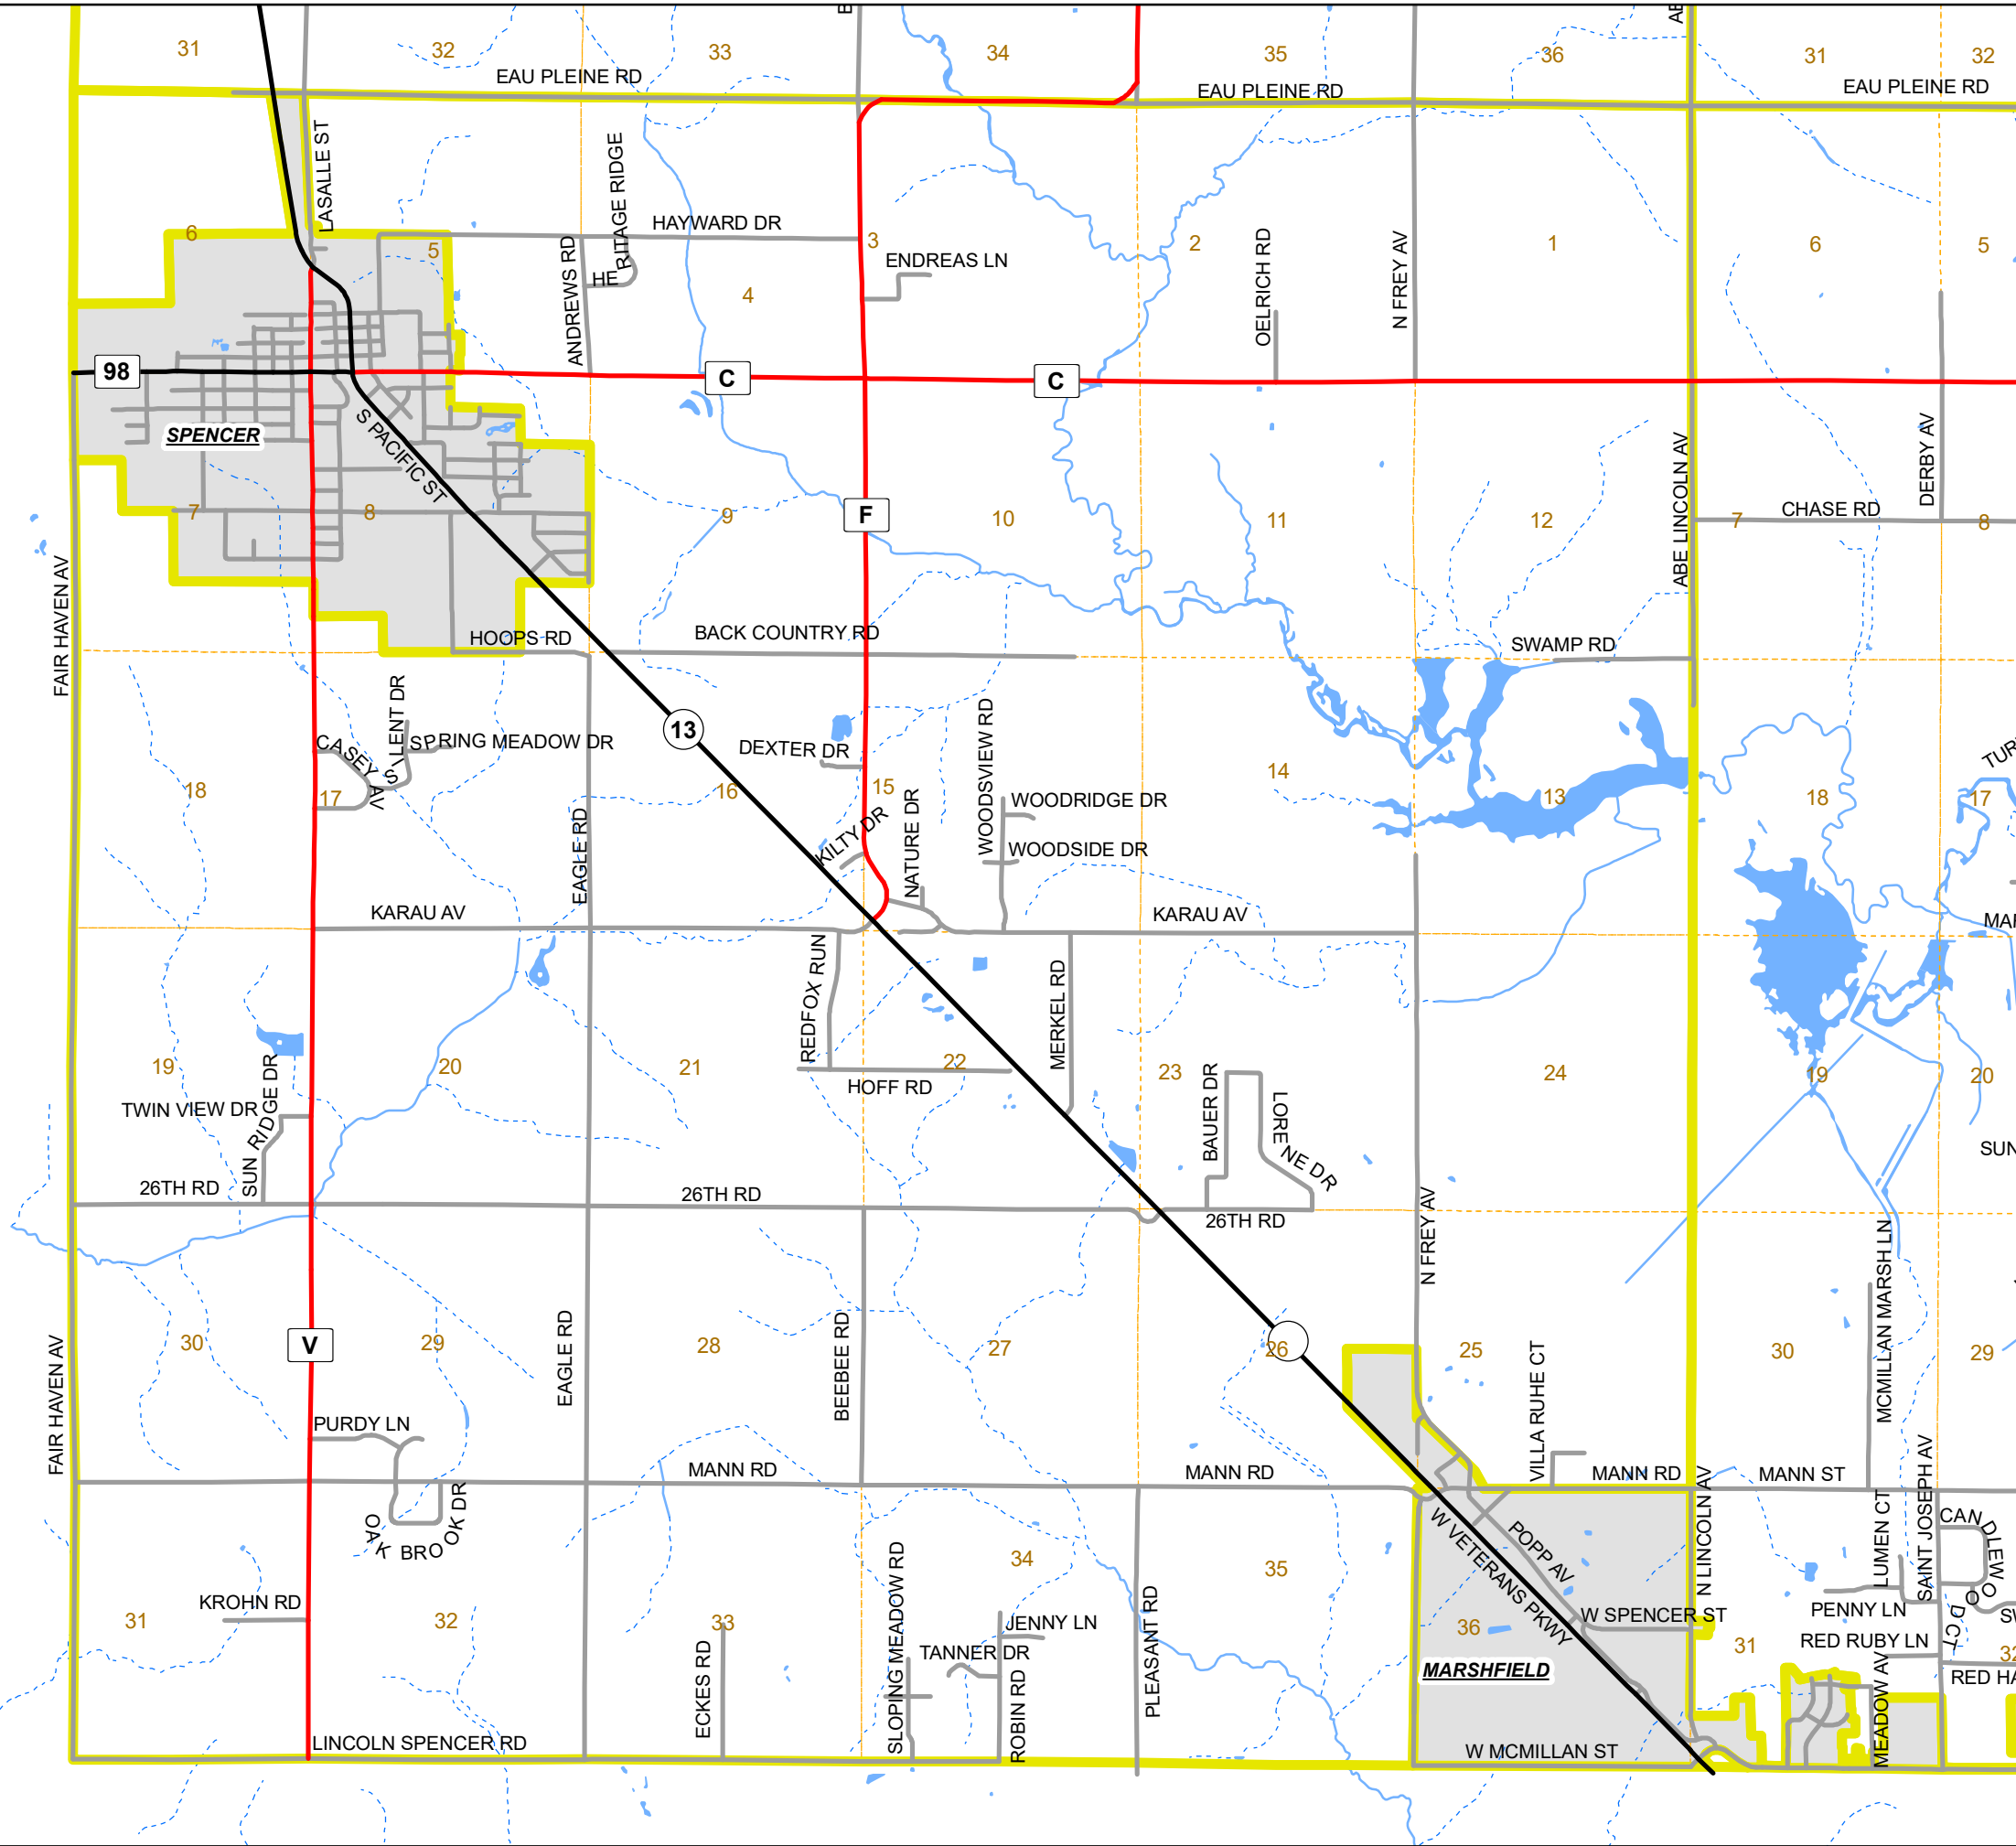 31
32
33
34
35
36
31
32
EAU PLEINE RD
EAU PLEINE RD
EAU PLEINE RD
LASALLE ST
HERITAGE RIDGE
HAYWARD DR
ANDREWS RD
ENDREAS LN
OELRICH RD
N FREY AV
6
5
4
3
2
1
6
5
98
C
C
SPENCER
S PACIFIC ST
F
ABE LINCOLN AV
DERBY AV
CHASE RD
7
8
9
10
11
12
7
8
FAIR HAVEN AV
HOOPS RD
BACK COUNTRY RD
SWAMP RD
13
CASEY AV
SILENT DR
SPRING MEADOW DR
DEXTER DR
WOODSVIEW RD
WOODRIDGE DR
WOODSIDE DR
KILTY DR
NATURE DR
EAGLE RD
18
17
16
15
14
13
18
17
KARAU AV
KARAU AV
REDFOX RUN
MERKEL RD
HOFF RD
BAUER DR
LORENE DR
TWIN VIEW DR
SUN RIDGE DR
19
20
21
22
23
24
19
20
26TH RD
26TH RD
26TH RD
N FREY AV
MCMILLAN MARSH LN
V
30
29
28
27
26
25
30
29
FAIR HAVEN AV
EAGLE RD
BEEBEE RD
VILLA RUHE CT
PURDY LN
OAK BROOK DR
MANN RD
MANN RD
MANN RD
MANN ST
W VETERANS PKWY
POPP AV
N LINCOLN AV
LUMEN CT
SAINT JOSEPH AV
CANDLEWOOD CT
KROHN RD
31
32
33
34
35
36
31
32
ECKES RD
SLOPING MEADOW RD
JENNY LN
TANNER DR
ROBIN RD
PLEASANT RD
W SPENCER ST
PENNY LN
RED RUBY LN
MARSHFIELD
MEADOW AV
LINCOLN SPENCER RD
W MCMILLAN ST